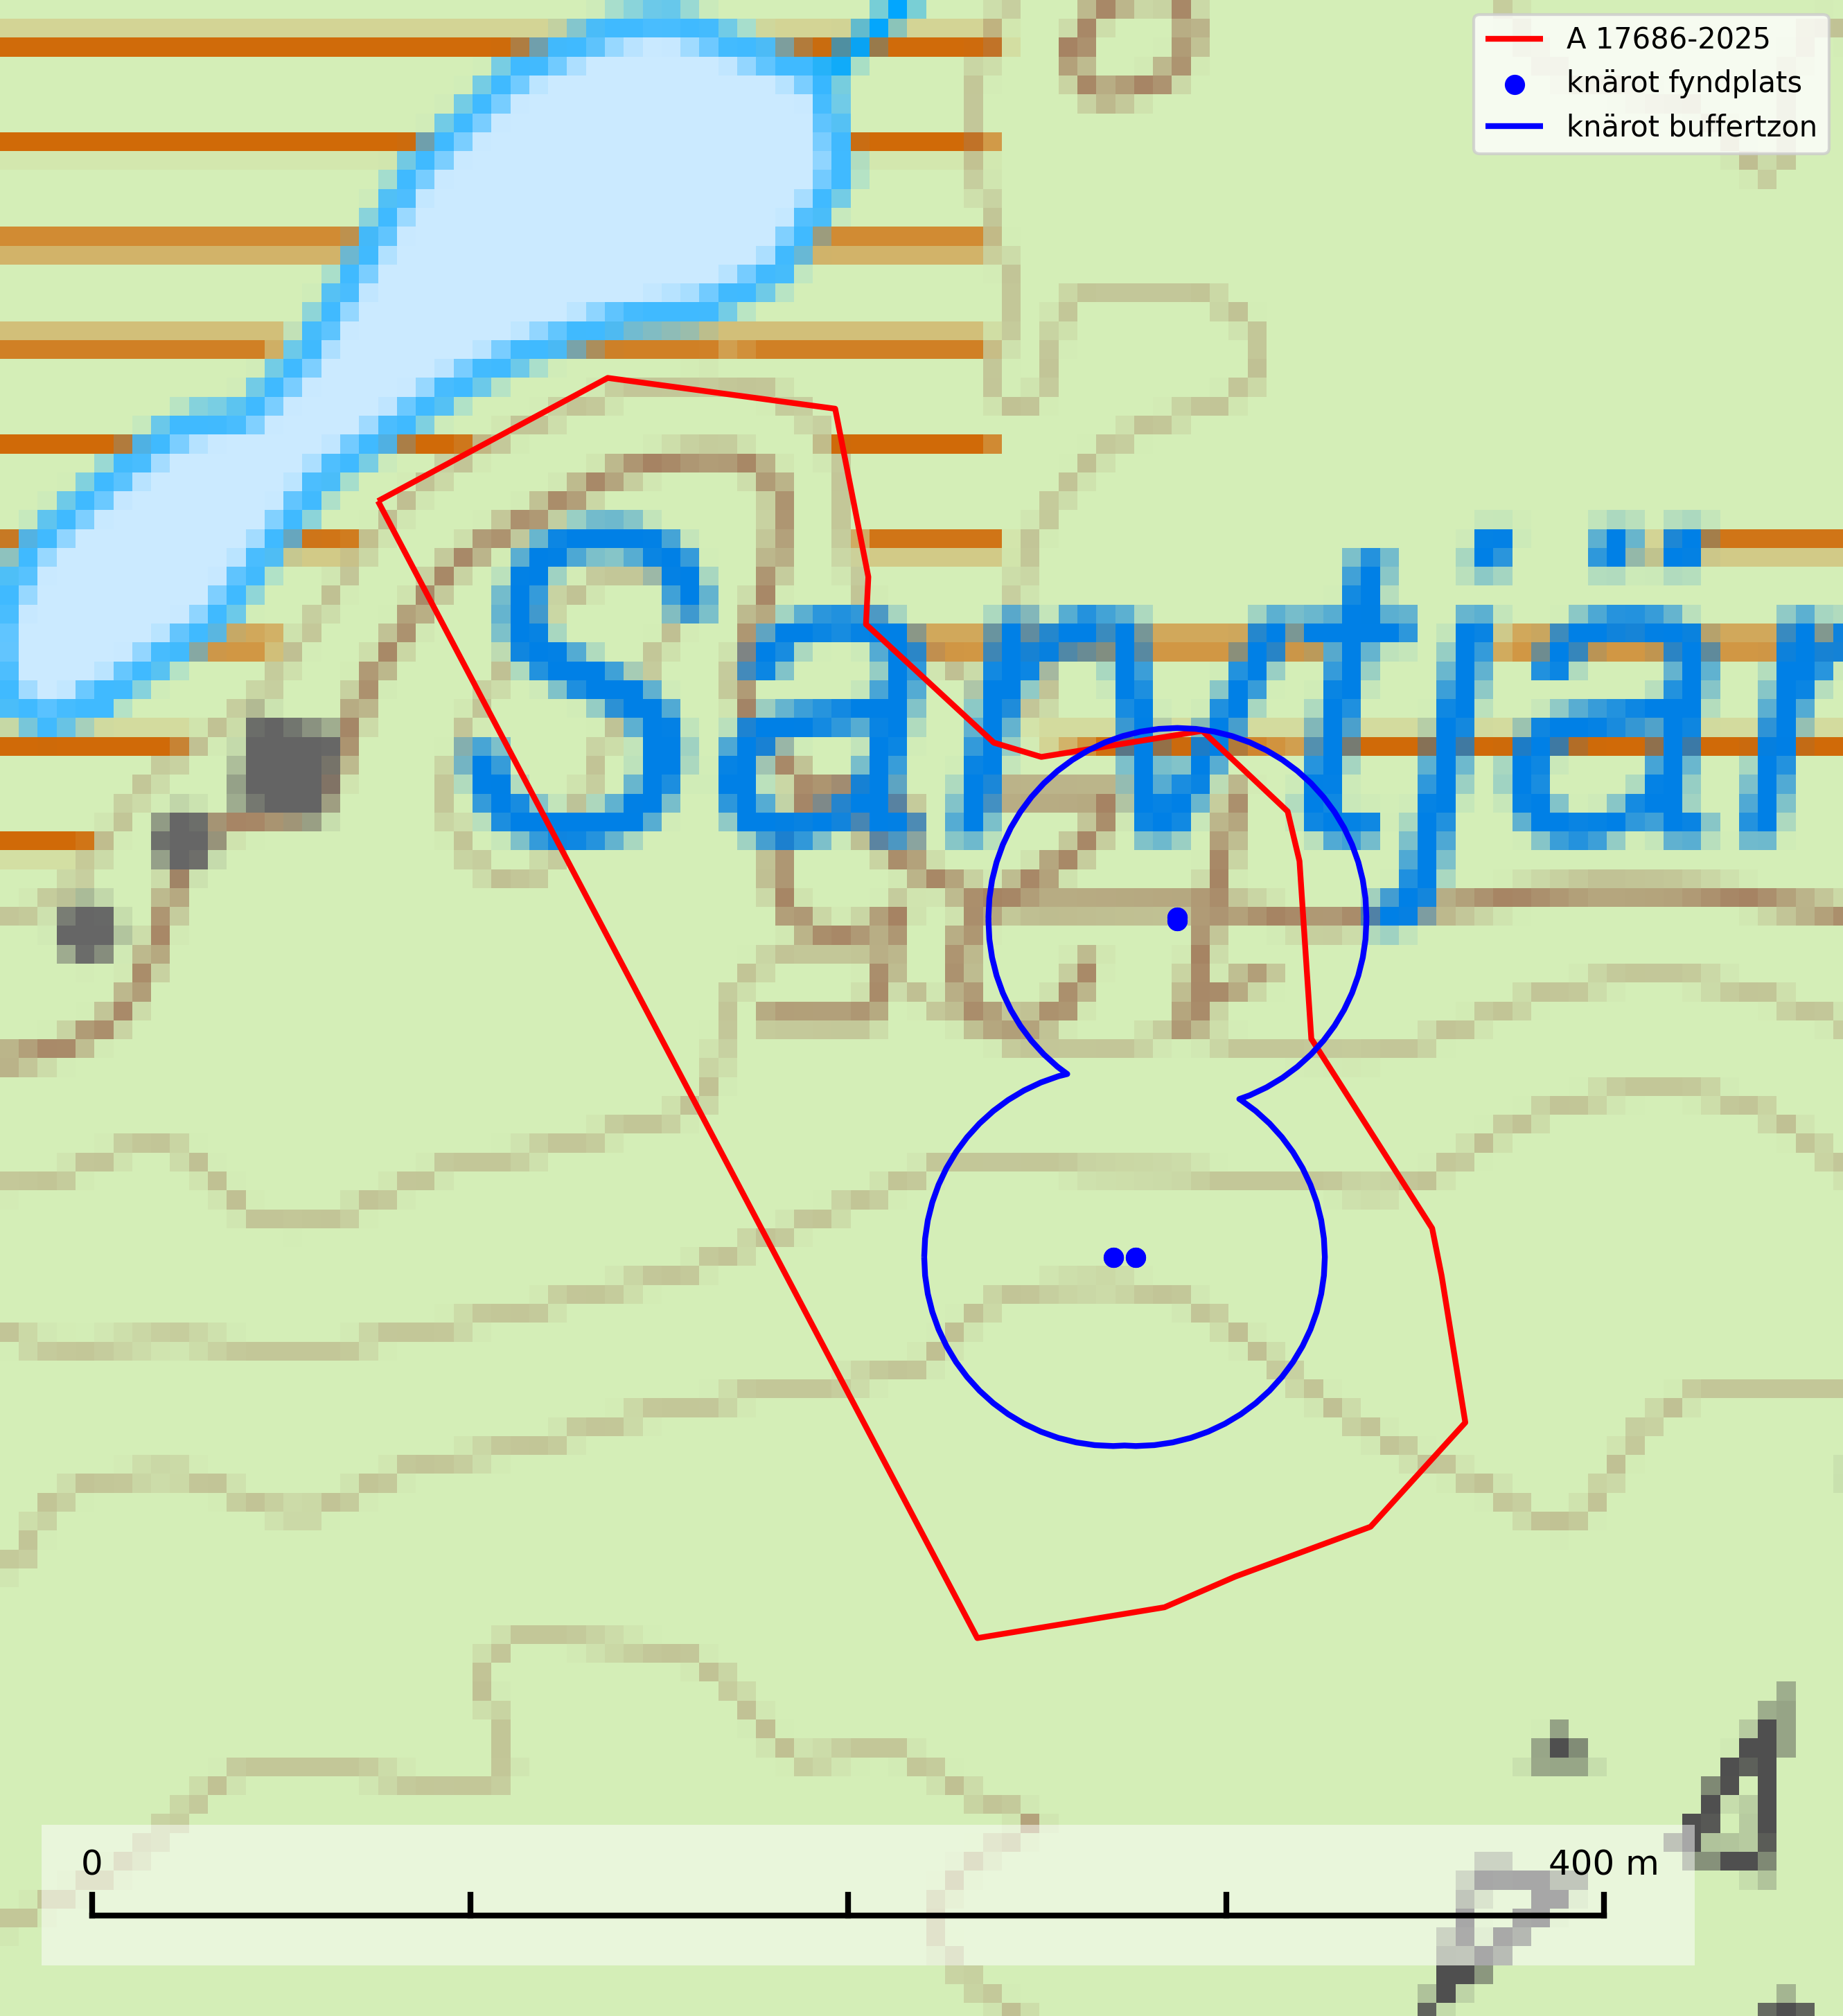 A 17686-2025
knärot fyndplats
knärot buffertzon
0
400 m